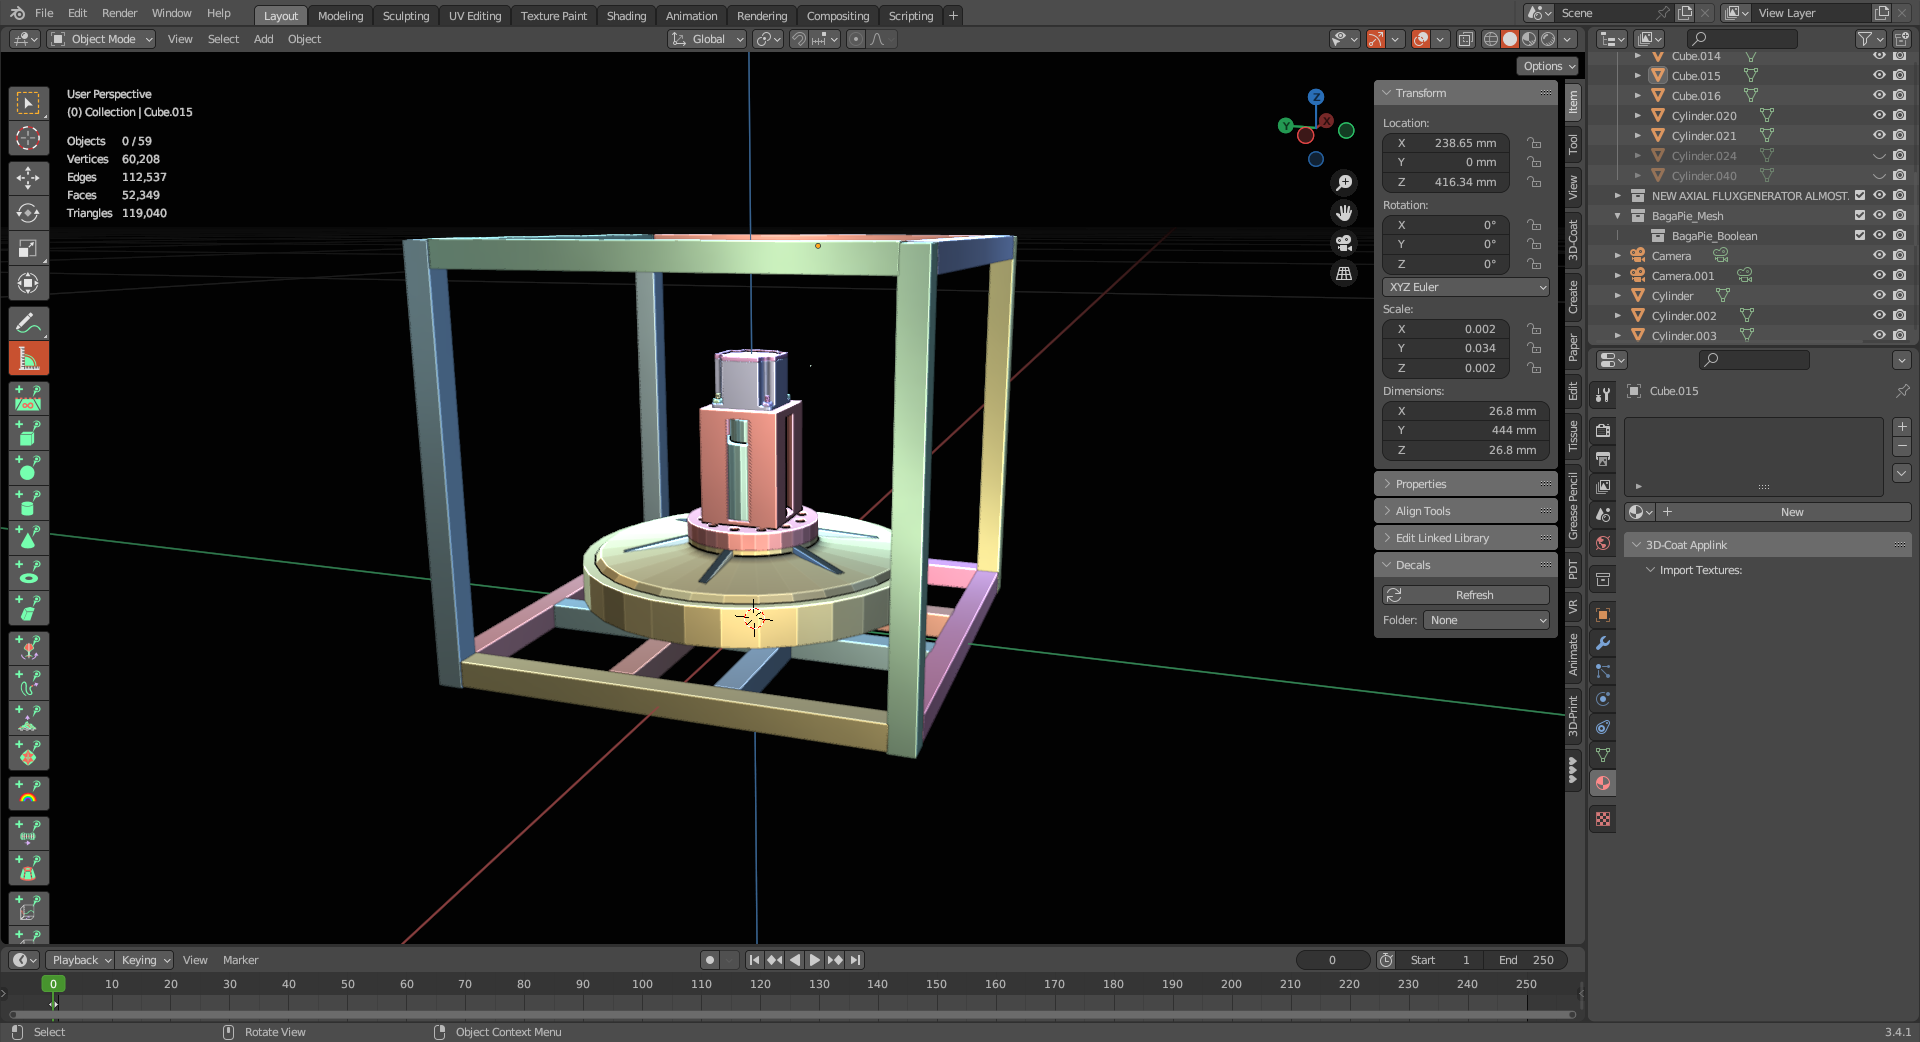 File Edit Render Window Help Layout Modeling Sculpting UV Editing Texture Paint Shading Animation Rendering Compositing Scripting + Scene View Layer
Object Mode View Select Add Object Global
Options
User Perspective
(0) Collection | Cube.015
Objects 0 / 59
Vertices 60,208
Edges 112,537
Faces 52,349
Triangles 119,040
Z
Y
X
Transform
Location:
X 238.65 mm
Y 0 mm
Z 416.34 mm
Rotation:
X 0°
Y 0°
Z 0°
XYZ Euler
Scale:
X 0.002
Y 0.034
Z 0.002
Dimensions:
X 26.8 mm
Y 444 mm
Z 26.8 mm
Properties
Align Tools
Edit Linked Library
Decals
Refresh
Folder: None
Item
Tool
View
3D-Coat
Create
Paper
Edit
Tissue
Grease Pencil
PDT
VR
Animate
3D-Print
Cube.014
Cube.015
Cube.016
Cylinder.020
Cylinder.021
Cylinder.024
Cylinder.040
NEW AXIAL FLUXGENERATOR ALMOST.
BagaPie_Mesh
BagaPie_Boolean
Camera
Camera.001
Cylinder
Cylinder.002
Cylinder.003
Cube.015
New
3D-Coat Applink
Import Textures:
Playback Keying View Marker 0 Start 1 End 250
0 10 20 30 40 50 60 70 80 90 100 110 120 130 140 150 160 170 180 190 200 210 220 230 240 250
Select Rotate View Object Context Menu 3.4.1